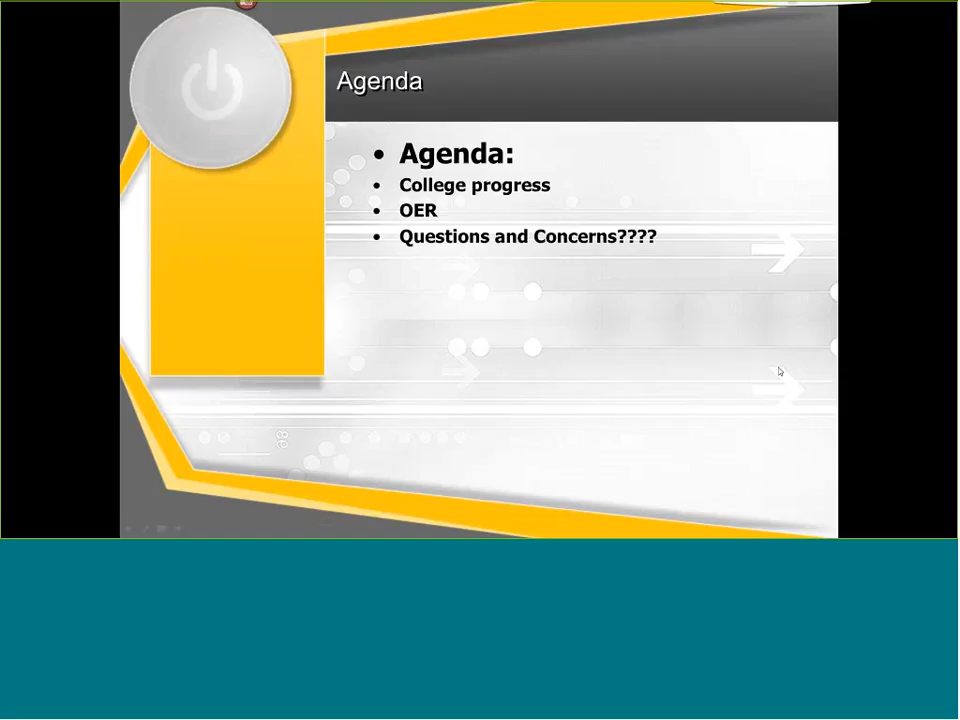 Agenda
• Agenda:
• College progress
• OER
• Questions and Concerns????